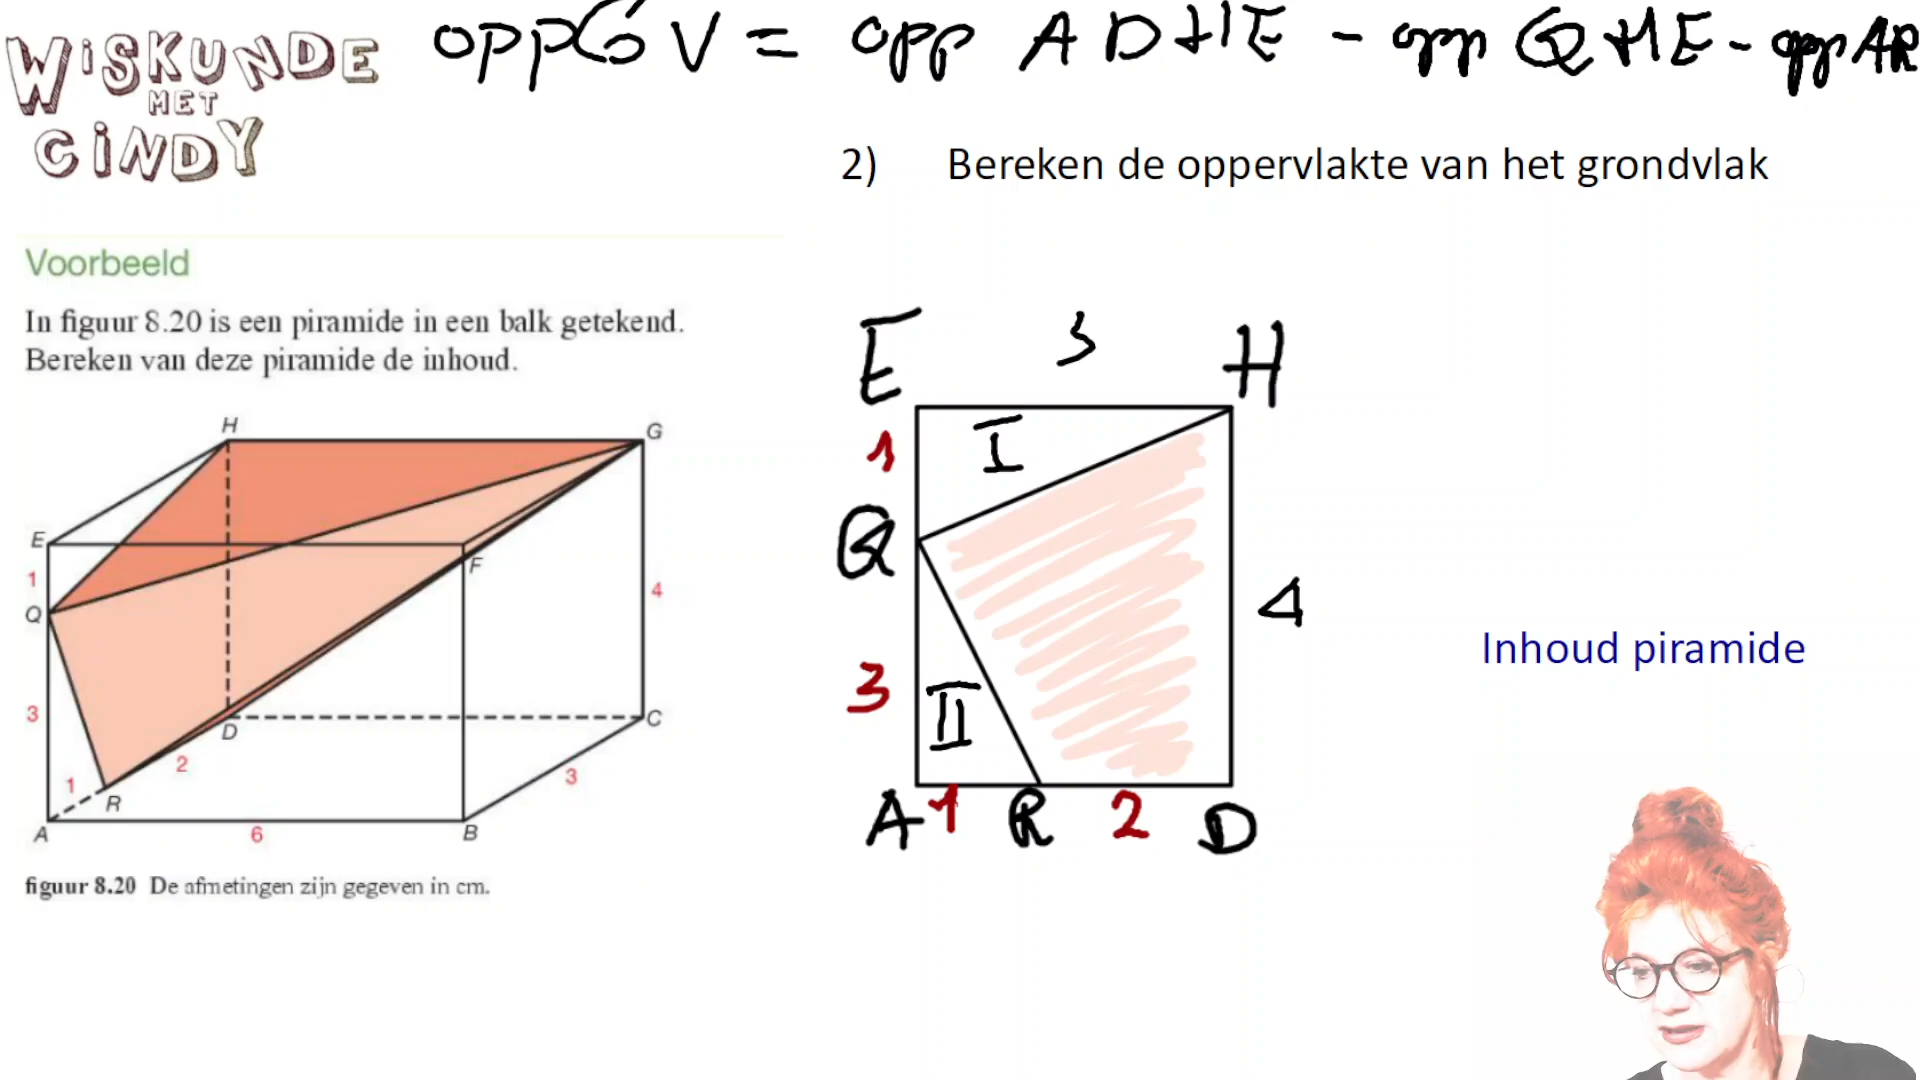 WiSKUNDE
MET
CiNDY
oppGV = opp ADHE - opp QHE - opp AR
2) Bereken de oppervlakte van het grondvlak
Voorbeeld
In figuur 8.20 is een piramide in een balk getekend.
Bereken van deze piramide de inhoud.
H
G
E
F
1
Q
4
3
D
C
2
1
R
3
A
6
B
figuur 8.20 De afmetingen zijn gegeven in cm.
E 3 H
1 I
Q
4
3 II
A 1 R 2 D
Inhoud piramide